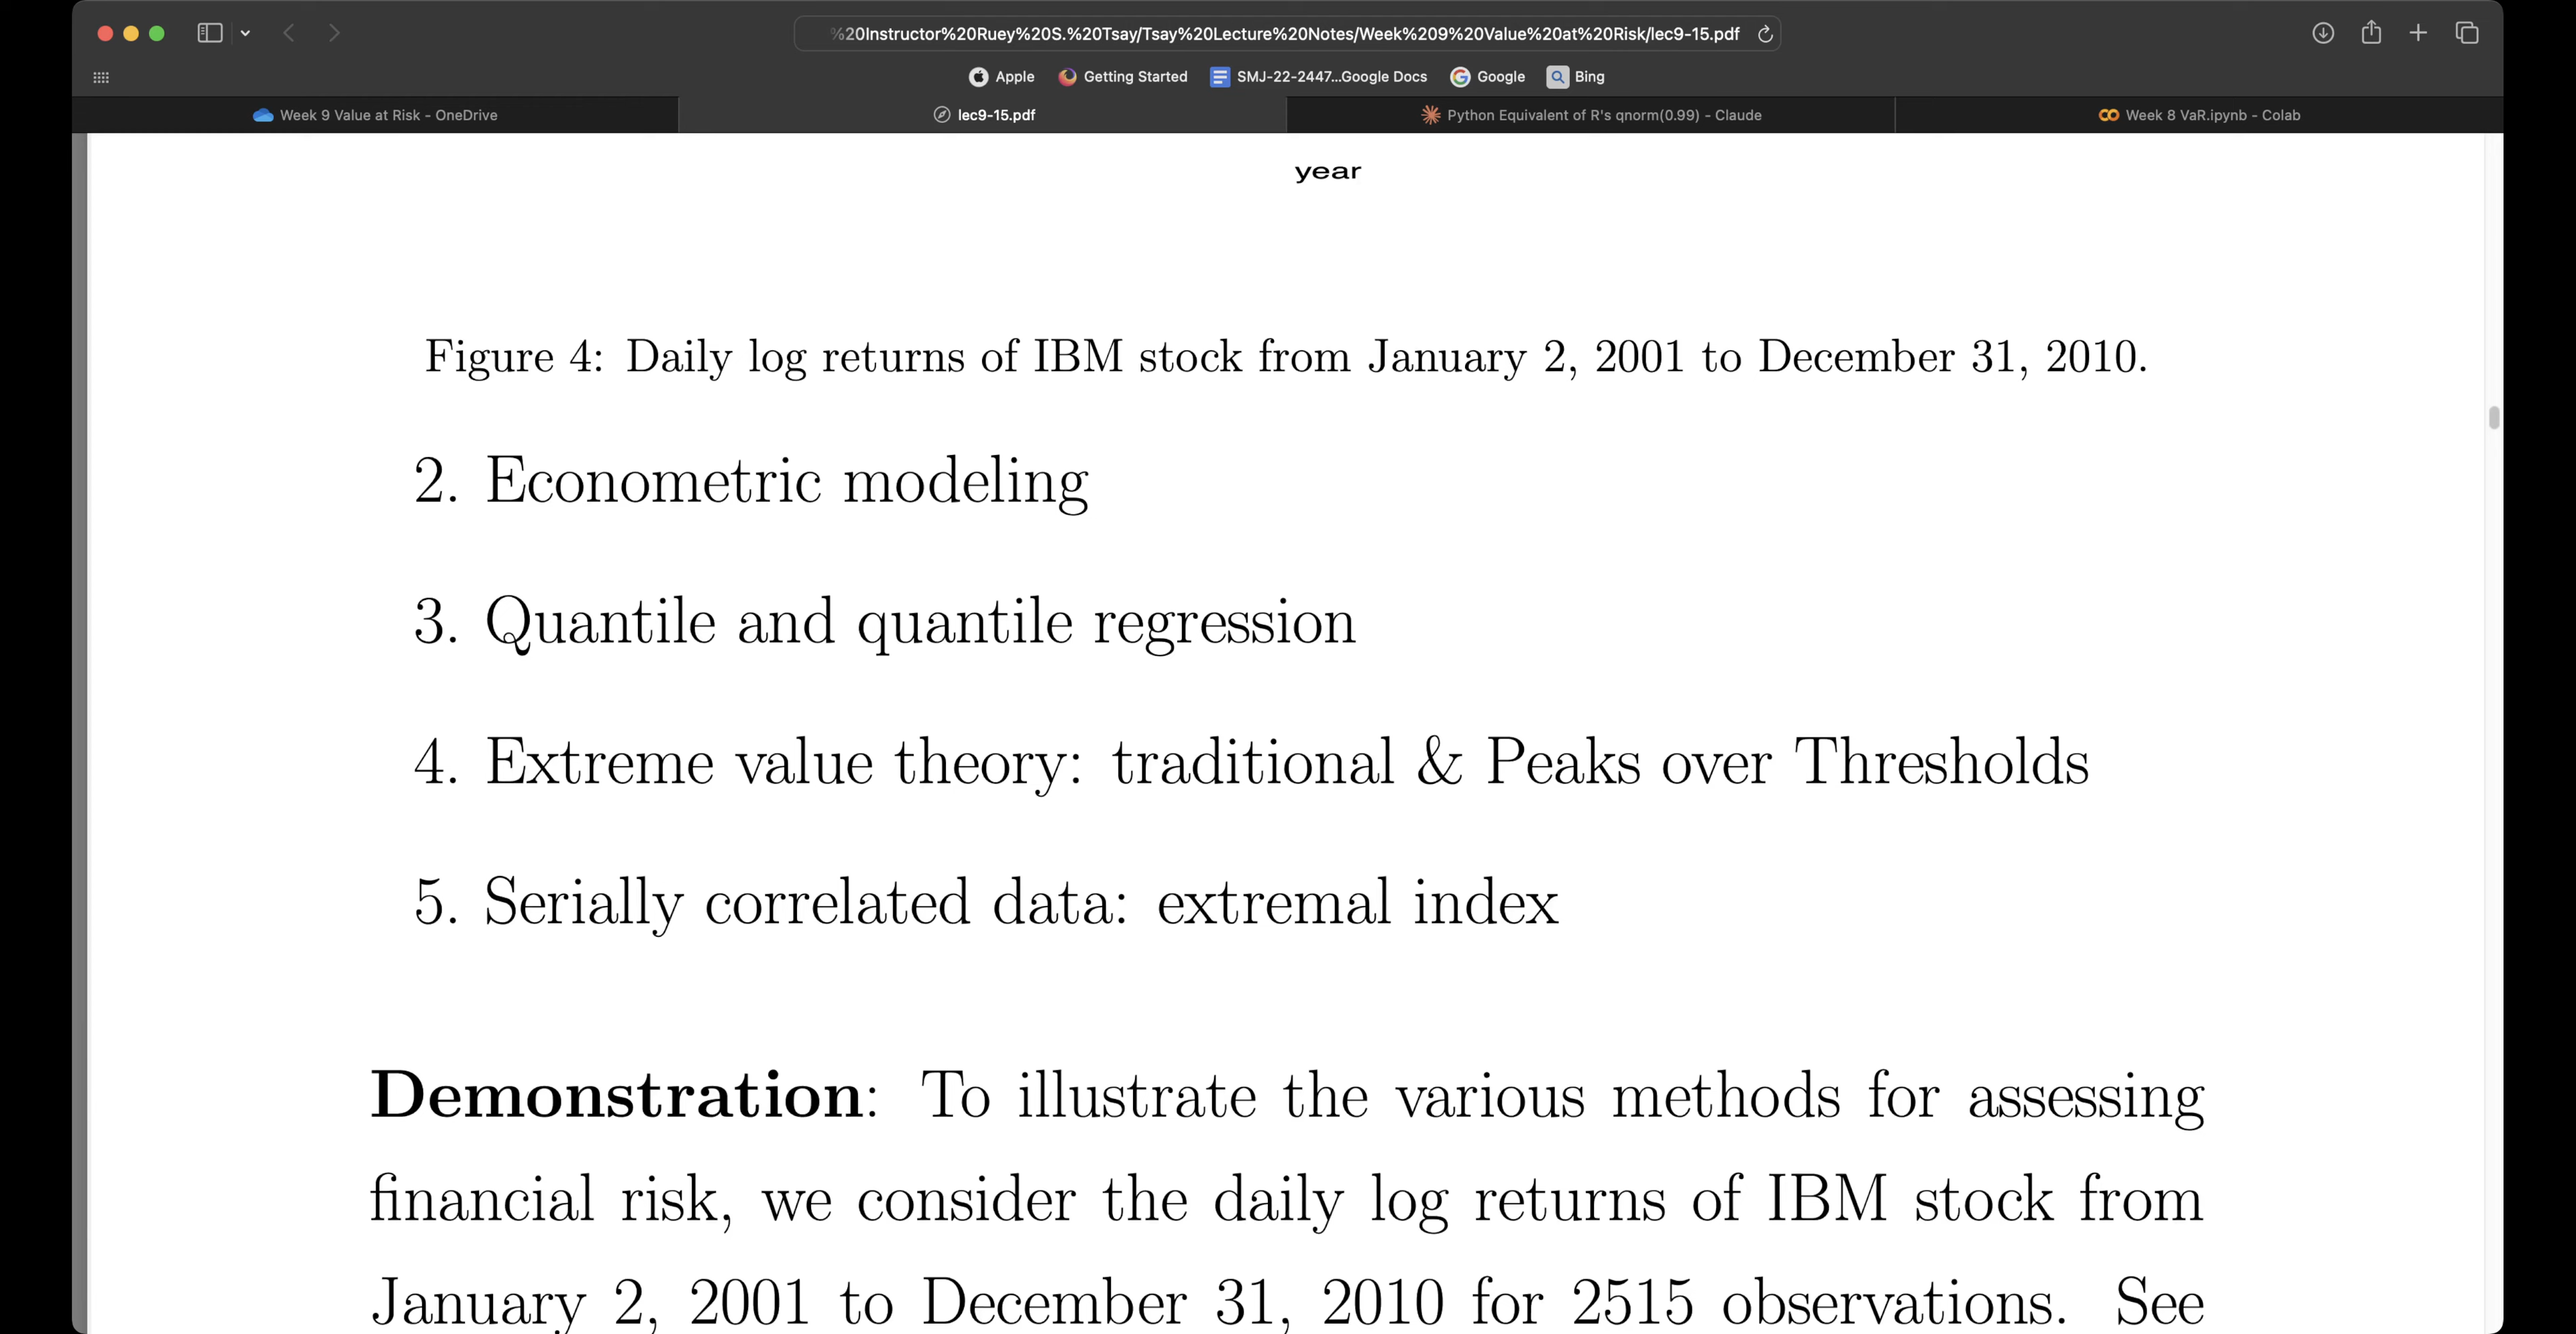 %20Instructor%20Ruey%20S.%20Tsay/Tsay%20Lecture%20Notes/Week%209%20Value%20at%20Risk/lec9-15.pdf
Apple Getting Started SMJ-22-2447...Google Docs Google Bing
Week 9 Value at Risk - OneDrive lec9-15.pdf Python Equivalent of R's qnorm(0.99) - Claude Week 8 VaR.ipynb - Colab
year
Figure 4: Daily log returns of IBM stock from January 2, 2001 to December 31, 2010.
2. Econometric modeling
3. Quantile and quantile regression
4. Extreme value theory: traditional & Peaks over Thresholds
5. Serially correlated data: extremal index
Demonstration: To illustrate the various methods for assessing
financial risk, we consider the daily log returns of IBM stock from
January 2, 2001 to December 31, 2010 for 2515 observations. See